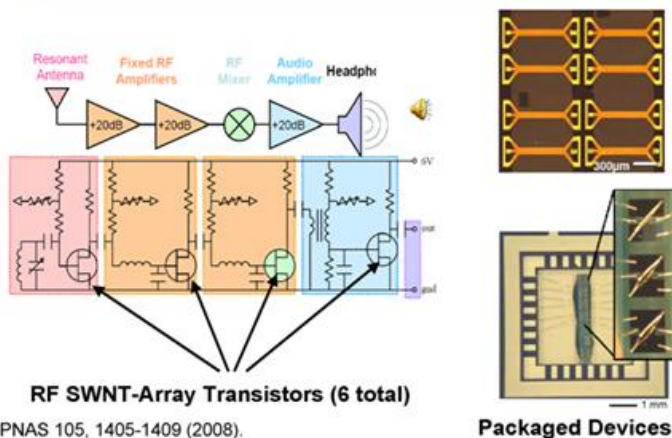 Resonant
Antenna
Fixed RF
Amplifiers
RF
Mixer
Audio
Amplifier
Headpho
+20dB
+20dB
+20dB
6V
out
gnd
RF SWNT-Array Transistors (6 total)
PNAS 105, 1405-1409 (2008).
300μm
1 mm
Packaged Devices